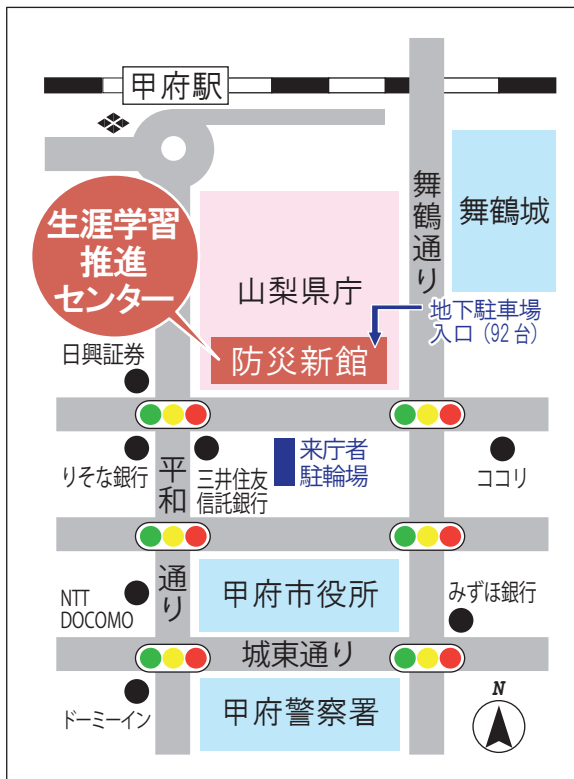 甲府駅
生涯学習
推進
センター
山梨県庁
防災新館
舞鶴通り
舞鶴城
地下駐車場
入口（92台）
日興証券
りそな銀行
平和通り
三井住友
信託銀行
来庁者
駐輪場
ココリ
NTT
DOCOMO
甲府市役所
みずほ銀行
城東通り
ドーミーイン
甲府警察署
N